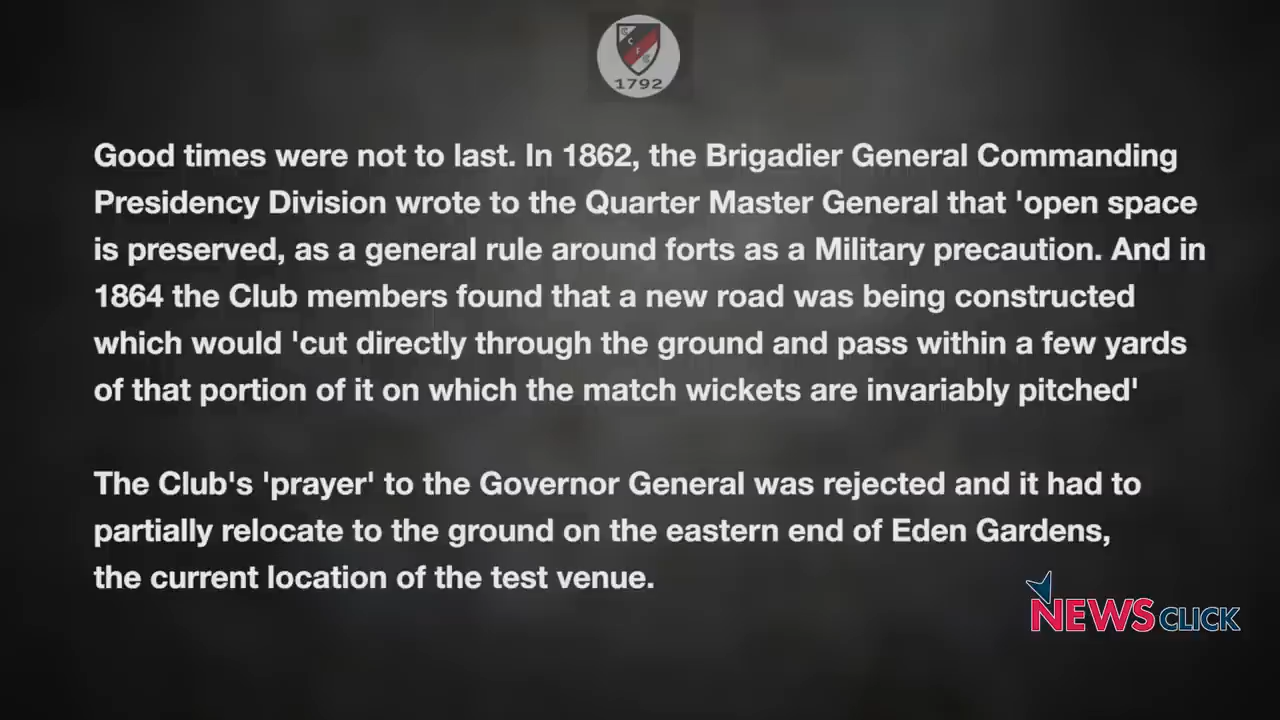 C
C
F
C
1792
Good times were not to last. In 1862, the Brigadier General Commanding
Presidency Division wrote to the Quarter Master General that 'open space
is preserved, as a general rule around forts as a Military precaution. And in
1864 the Club members found that a new road was being constructed
which would 'cut directly through the ground and pass within a few yards
of that portion of it on which the match wickets are invariably pitched'
The Club's 'prayer' to the Governor General was rejected and it had to
partially relocate to the ground on the eastern end of Eden Gardens,
the current location of the test venue.
NEWSCLICK